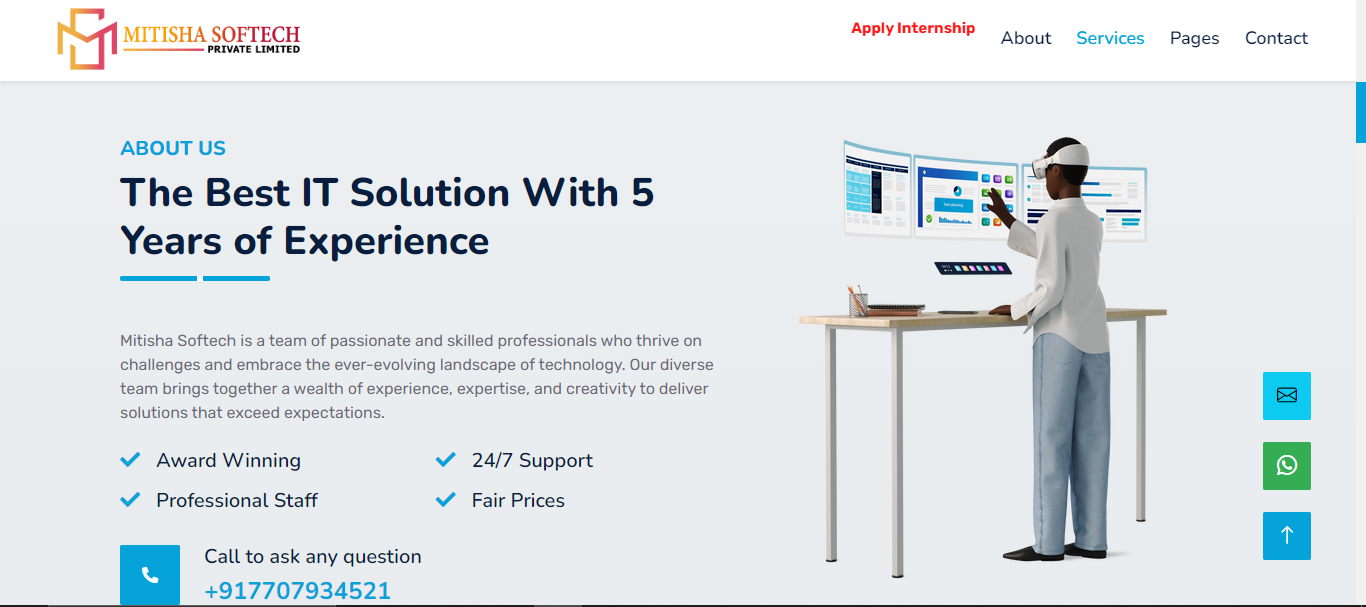 MITISHA SOFTECH
PRIVATE LIMITED
Apply Internship
About
Services
Pages
Contact
ABOUT US
The Best IT Solution With 5
Years of Experience
Mitisha Softech is a team of passionate and skilled professionals who thrive on
challenges and embrace the ever-evolving landscape of technology. Our diverse
team brings together a wealth of experience, expertise, and creativity to deliver
solutions that exceed expectations.
Award Winning
24/7 Support
Professional Staff
Fair Prices
Call to ask any question
+917707934521